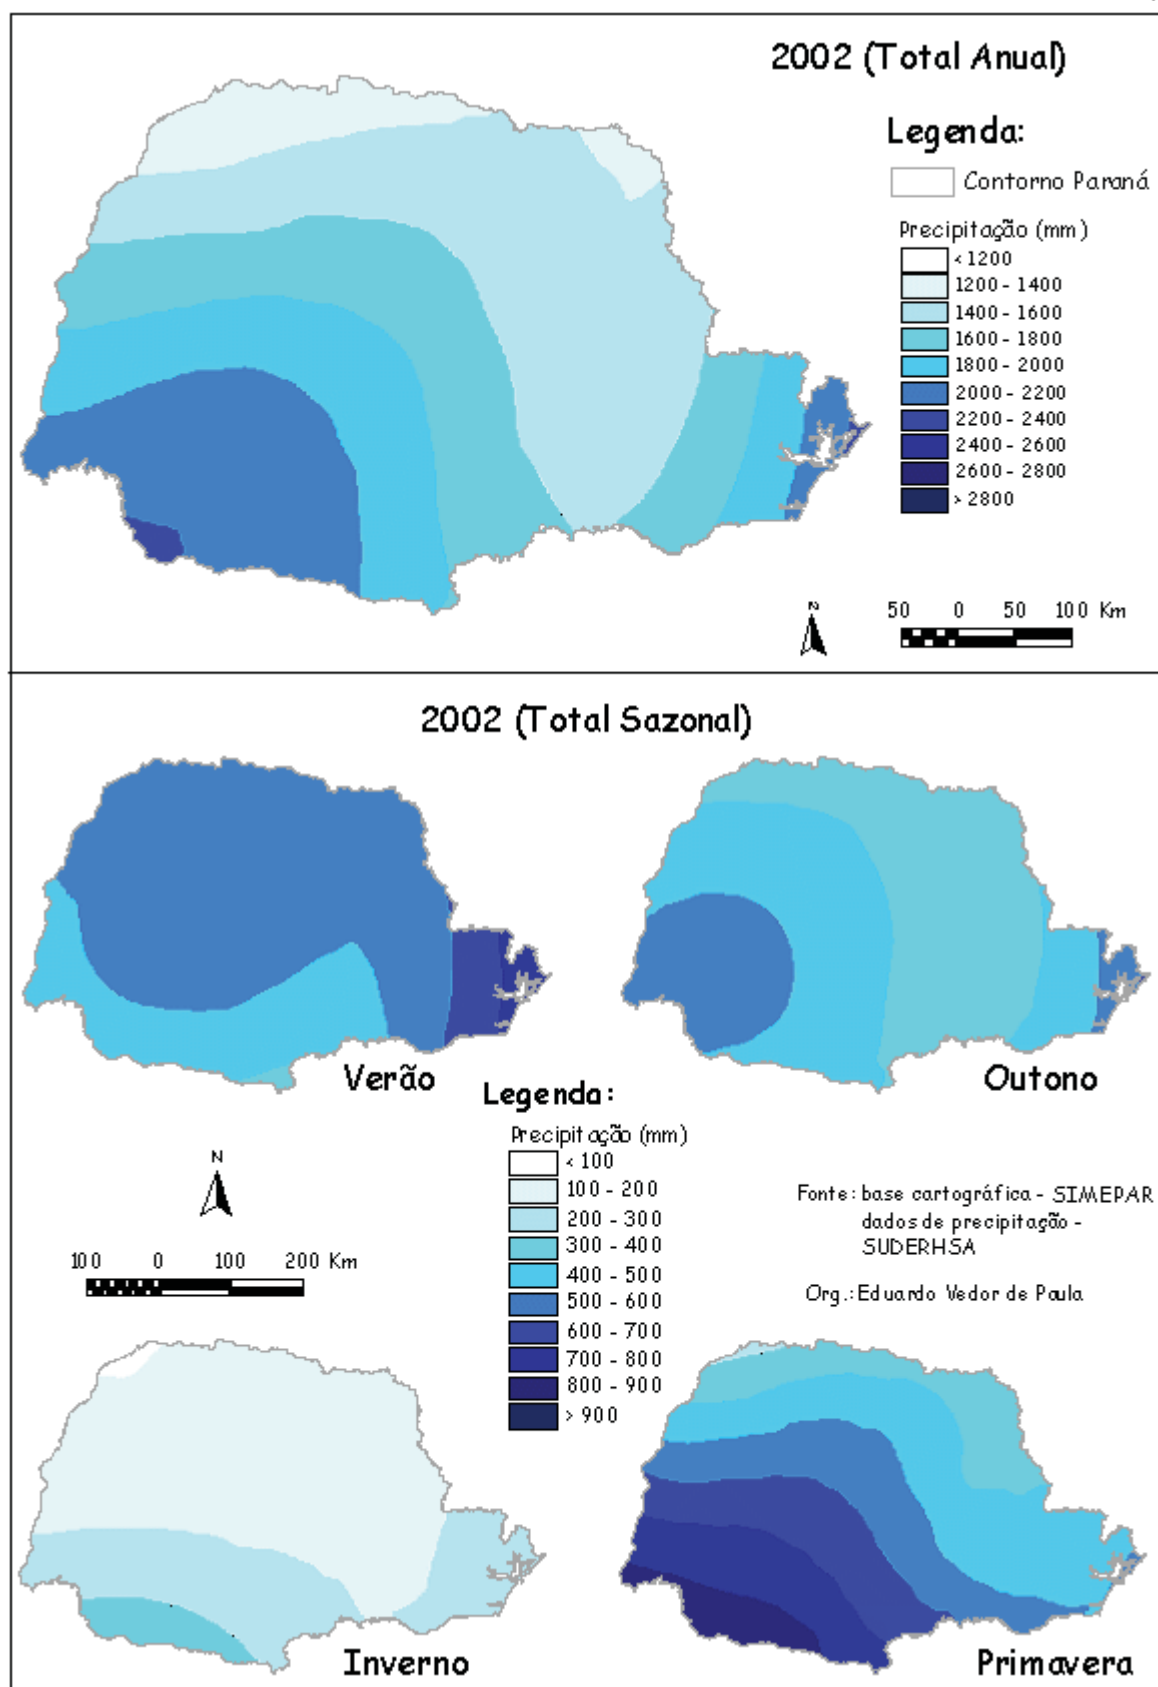 2002 (Total Anual)
Legenda:
Contorno Paraná
Precipitação (mm)
< 1200
1200 - 1400
1400 - 1600
1600 - 1800
1800 - 2000
2000 - 2200
2200 - 2400
2400 - 2600
2600 - 2800
> 2800
N
50 0 50 100 Km
2002 (Total Sazonal)
Verão
Outono
Legenda:
Precipitação (mm)
< 100
100 - 200
200 - 300
300 - 400
400 - 500
500 - 600
600 - 700
700 - 800
800 - 900
> 900
N
100 0 100 200 Km
Fonte: base cartográfica - SIMEPAR
dados de precipitação -
SUDERHSA
Org.: Eduardo Vedor de Paula
Inverno
Primavera